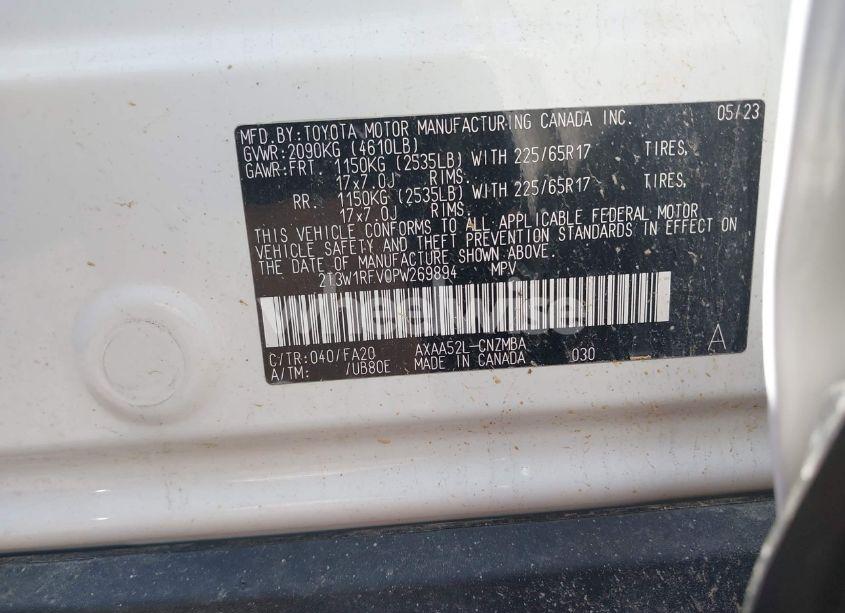 MFD.BY:TOYOTA MOTOR MANUFACTURING CANADA INC. 05/23
GVWR:2090KG (4610LB)
GAWR:FRT. 1150KG (2535LB) WITH 225/65R17 TIRES,
17x7.0J RIMS,
RR. 1150KG (2535LB) WITH 225/65R17 TIRES,
17x7.0J RIMS.
THIS VEHICLE CONFORMS TO ALL APPLICABLE FEDERAL MOTOR
VEHICLE SAFETY AND THEFT PREVENTION STANDARDS IN EFFECT ON
THE DATE OF MANUFACTURE SHOWN ABOVE.
2T3W1RFV0PW269894 MPV
wheelwise
C/TR:040/FA20 AXAA52L-CNZMBA 030 A
A/TM: /UB80E MADE IN CANADA